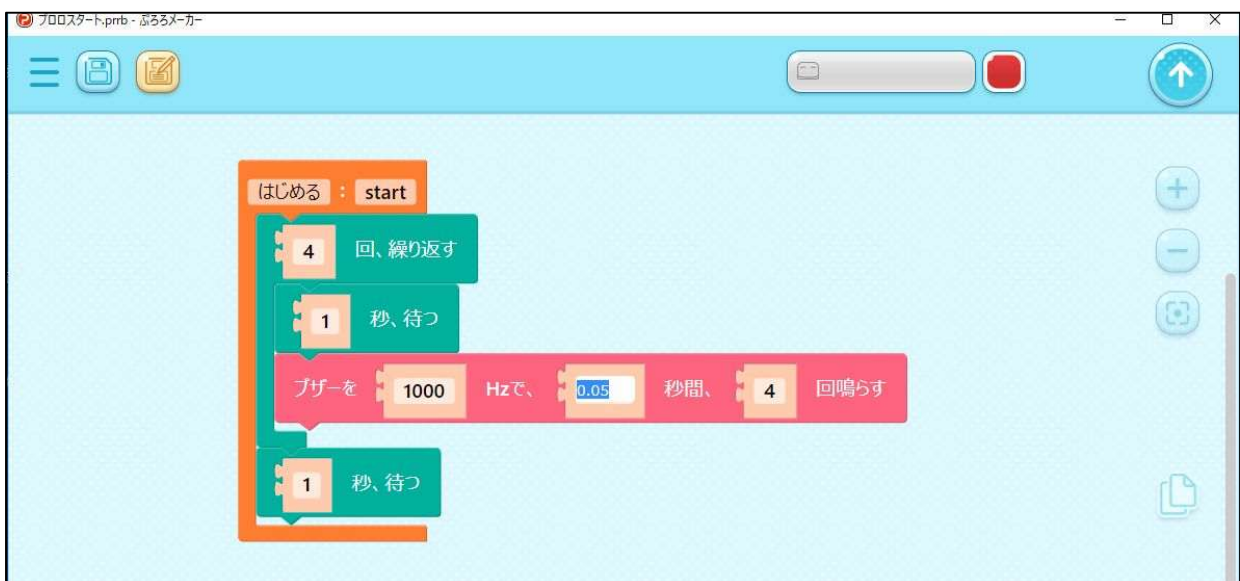 プロロスタート.prrb - ぷろろメーカー
はじめる : start
4 回、繰り返す
1 秒、待つ
ブザーを 1000 Hzで、 0.05 秒間、 4 回鳴らす
1 秒、待つ